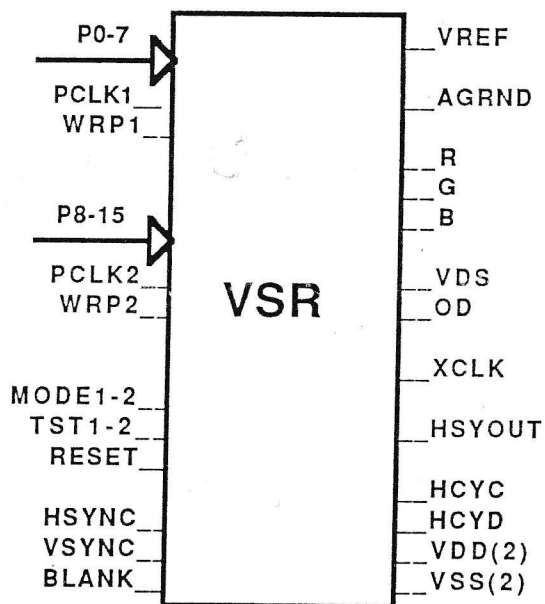 P0-7
PCLK1
WRP1
P8-15
PCLK2
WRP2
MODE1-2
TST1-2
RESET
HSYNC
VSYNC
BLANK
VSR
VREF
AGRND
R
G
B
VDS
OD
XCLK
HSYOUT
HCYC
HCYD
VDD(2)
VSS(2)